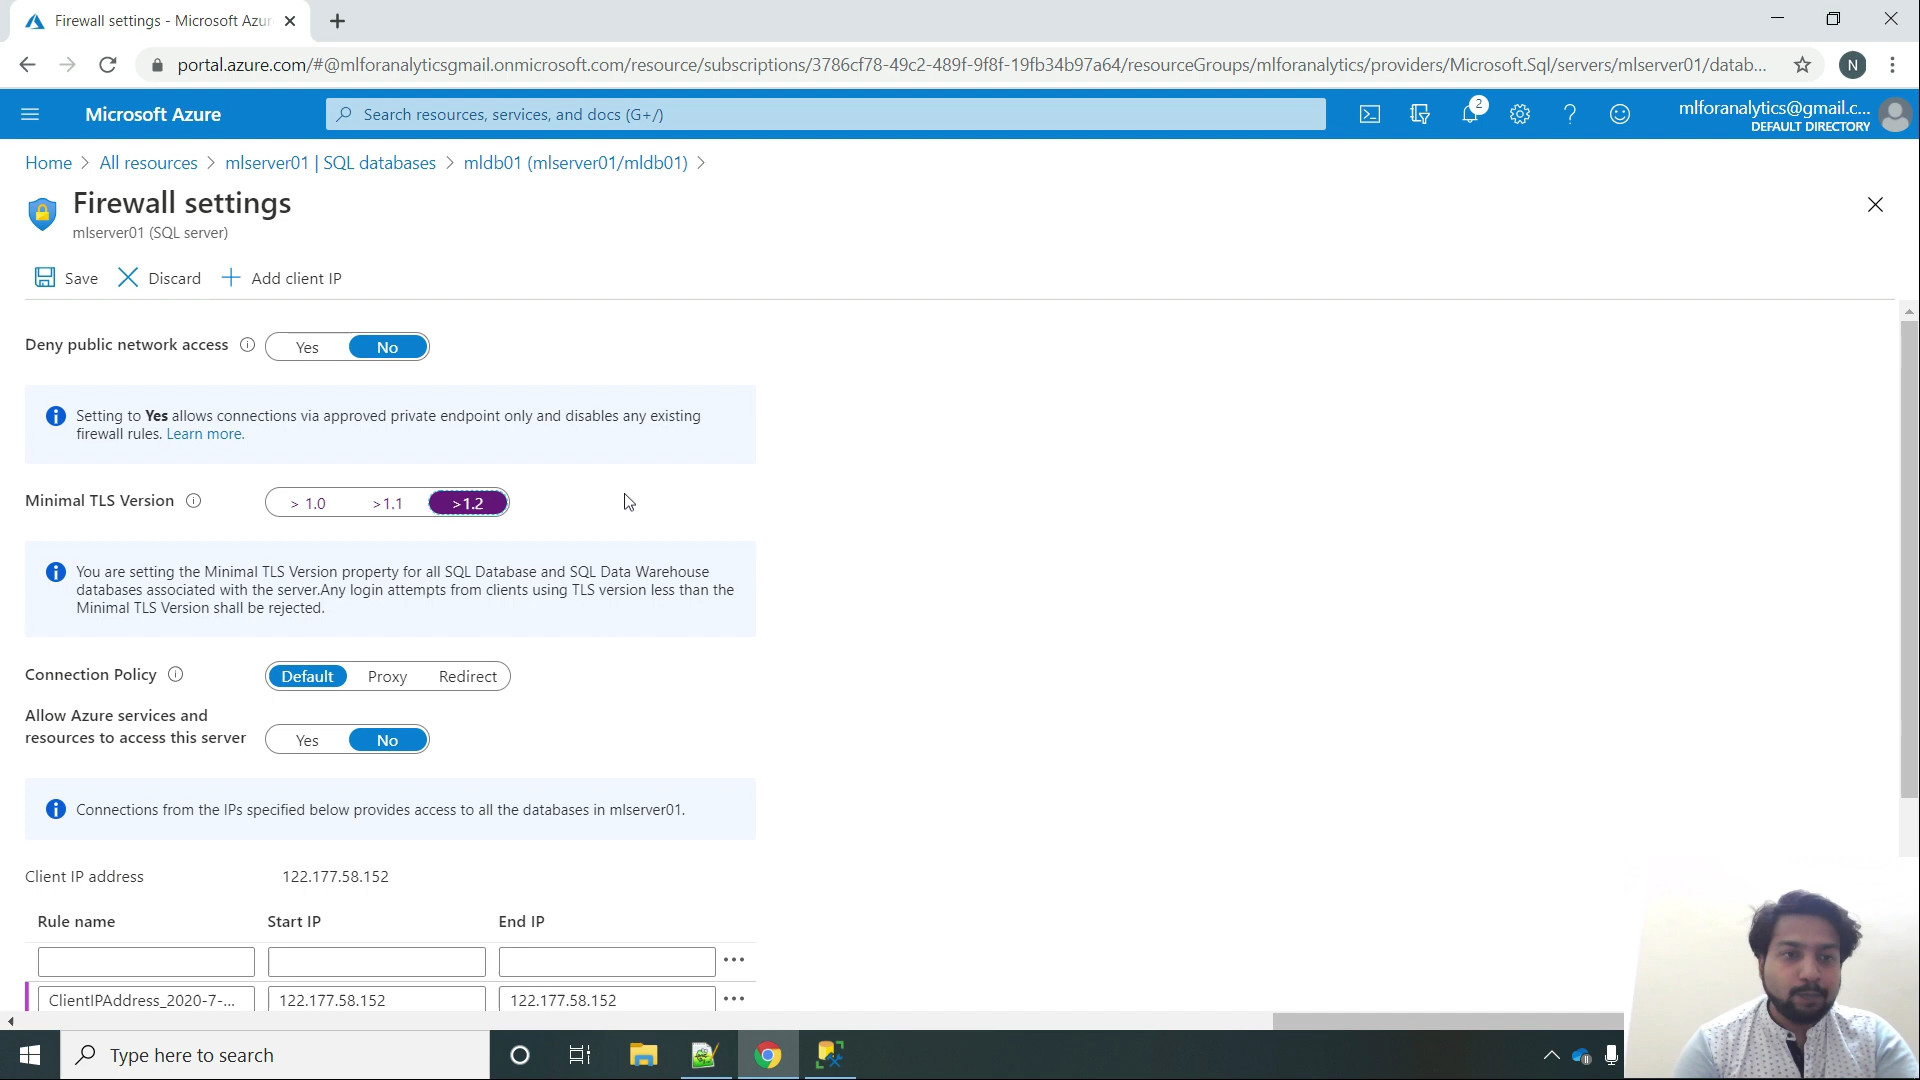 Firewall settings - Microsoft Azur
portal.azure.com/#@mlforanalyticsgmail.onmicrosoft.com/resource/subscriptions/3786cf78-49c2-489f-9f8f-19fb34b97a64/resourceGroups/mlforanalytics/providers/Microsoft.Sql/servers/mlserver01/datab...
N
Microsoft Azure
Search resources, services, and docs (G+/)
2
mlforanalytics@gmail.c...
DEFAULT DIRECTORY
Home > All resources > mlserver01 | SQL databases > mldb01 (mlserver01/mldb01) >
Firewall settings
mlserver01 (SQL server)
Save Discard Add client IP
Deny public network access Yes No
Setting to Yes allows connections via approved private endpoint only and disables any existing
firewall rules. Learn more.
Minimal TLS Version > 1.0 >1.1 >1.2
You are setting the Minimal TLS Version property for all SQL Database and SQL Data Warehouse
databases associated with the server.Any login attempts from clients using TLS version less than the
Minimal TLS Version shall be rejected.
Connection Policy Default Proxy Redirect
Allow Azure services and
resources to access this server Yes No
Connections from the IPs specified below provides access to all the databases in mlserver01.
Client IP address 122.177.58.152
Rule name Start IP End IP
ClientIPAddress_2020-7-... 122.177.58.152 122.177.58.152
Type here to search